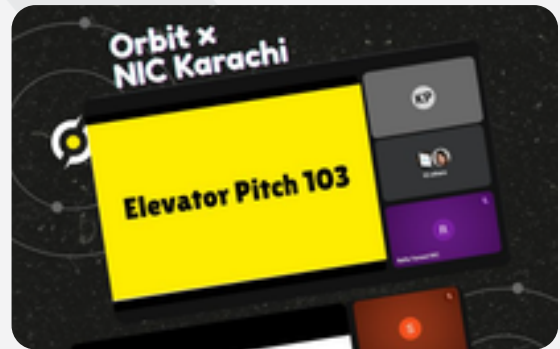 Orbit x
NIC Karachi
Elevator Pitch 103
KP
R
S